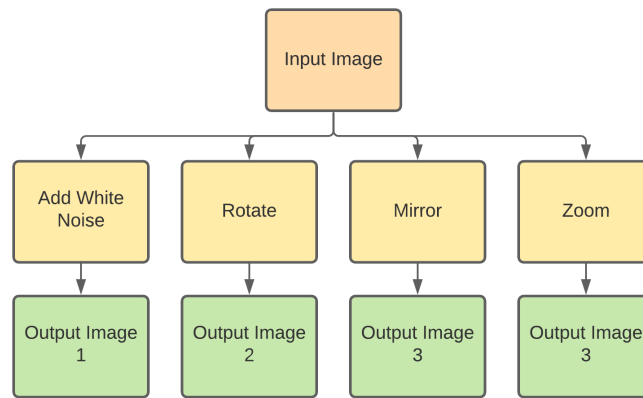 Input Image
Add White
Noise
Rotate
Mirror
Zoom
Output Image
1
Output Image
2
Output Image
3
Output Image
3